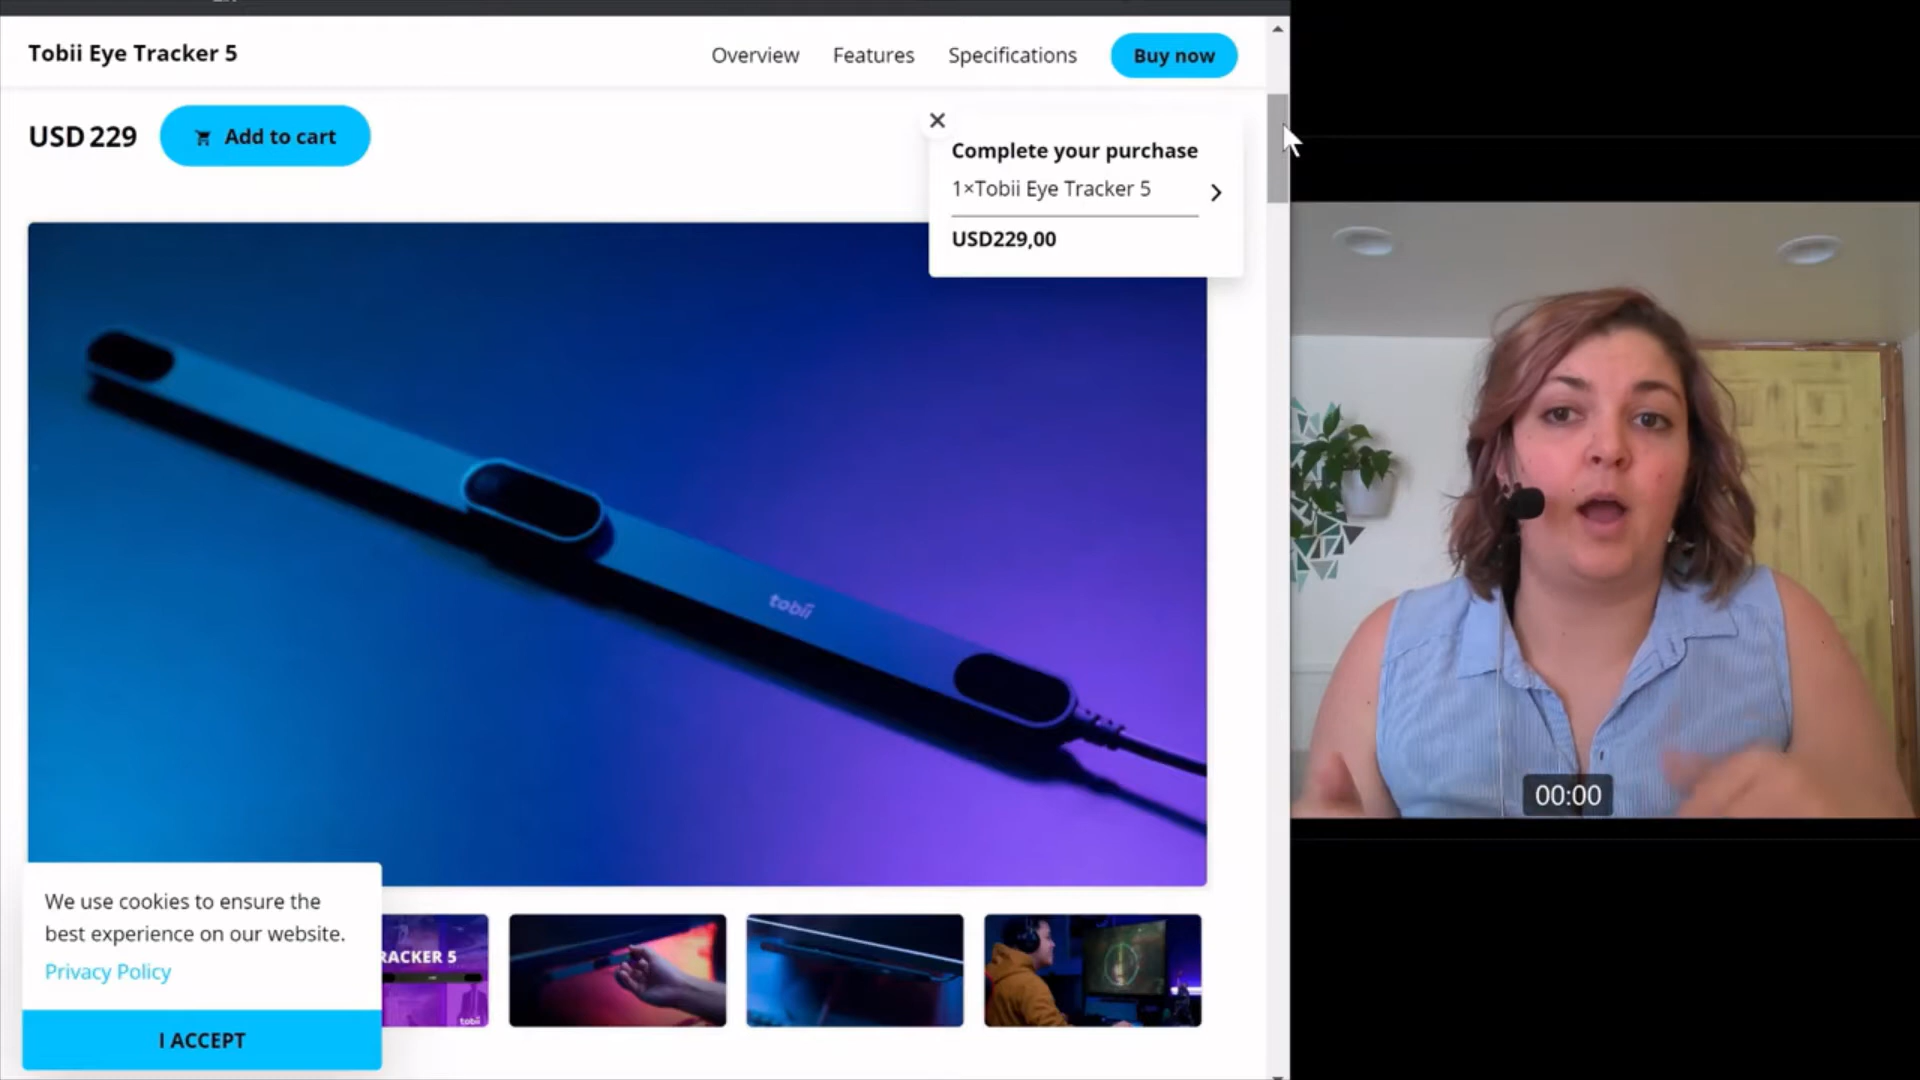 Tobii Eye Tracker 5
Overview Features Specifications Buy now
USD 229 Add to cart
Complete your purchase
1×Tobii Eye Tracker 5
USD229,00
tobii
We use cookies to ensure the
best experience on our website.
Privacy Policy
I ACCEPT
RACKER 5
tobii
00:00